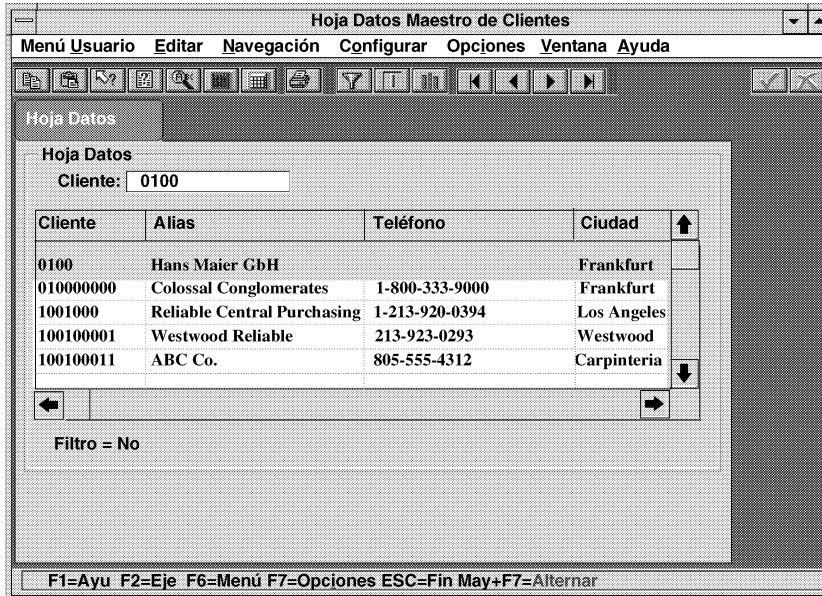 Hoja Datos Maestro de Clientes
Menú Usuario Editar Navegación Configurar Opciones Ventana Ayuda
Hoja Datos
Hoja Datos
Cliente: 0100
Cliente Alias Teléfono Ciudad
0100 Hans Maier GbH Frankfurt
010000000 Colossal Conglomerates 1-800-333-9000 Frankfurt
1001000 Reliable Central Purchasing 1-213-920-0394 Los Angeles
100100001 Westwood Reliable 213-923-0293 Westwood
100100011 ABC Co. 805-555-4312 Carpinteria
Filtro = No
F1=Ayu F2=Eje F6=Menú F7=Opciones ESC=Fin May+F7=Alternar